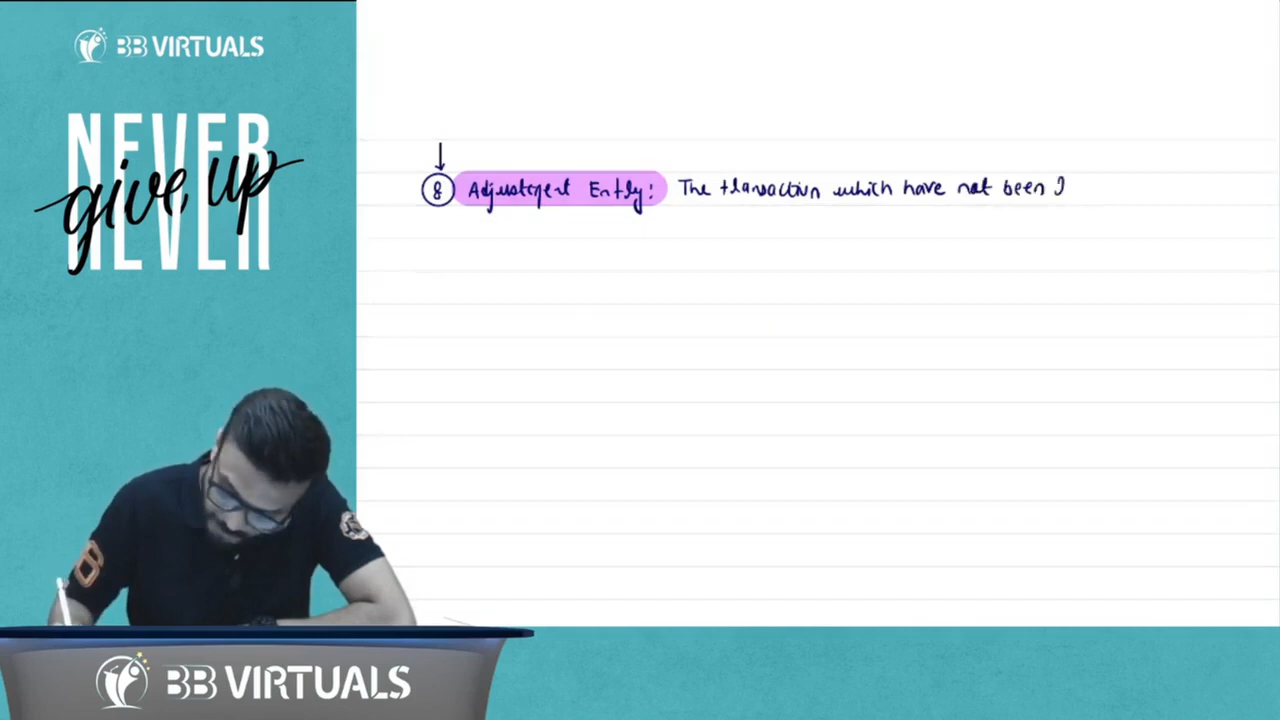 BB VIRTUALS
NEVER
give up
NEVER
8 Adjustment Entry: The transaction which have not been
BB VIRTUALS